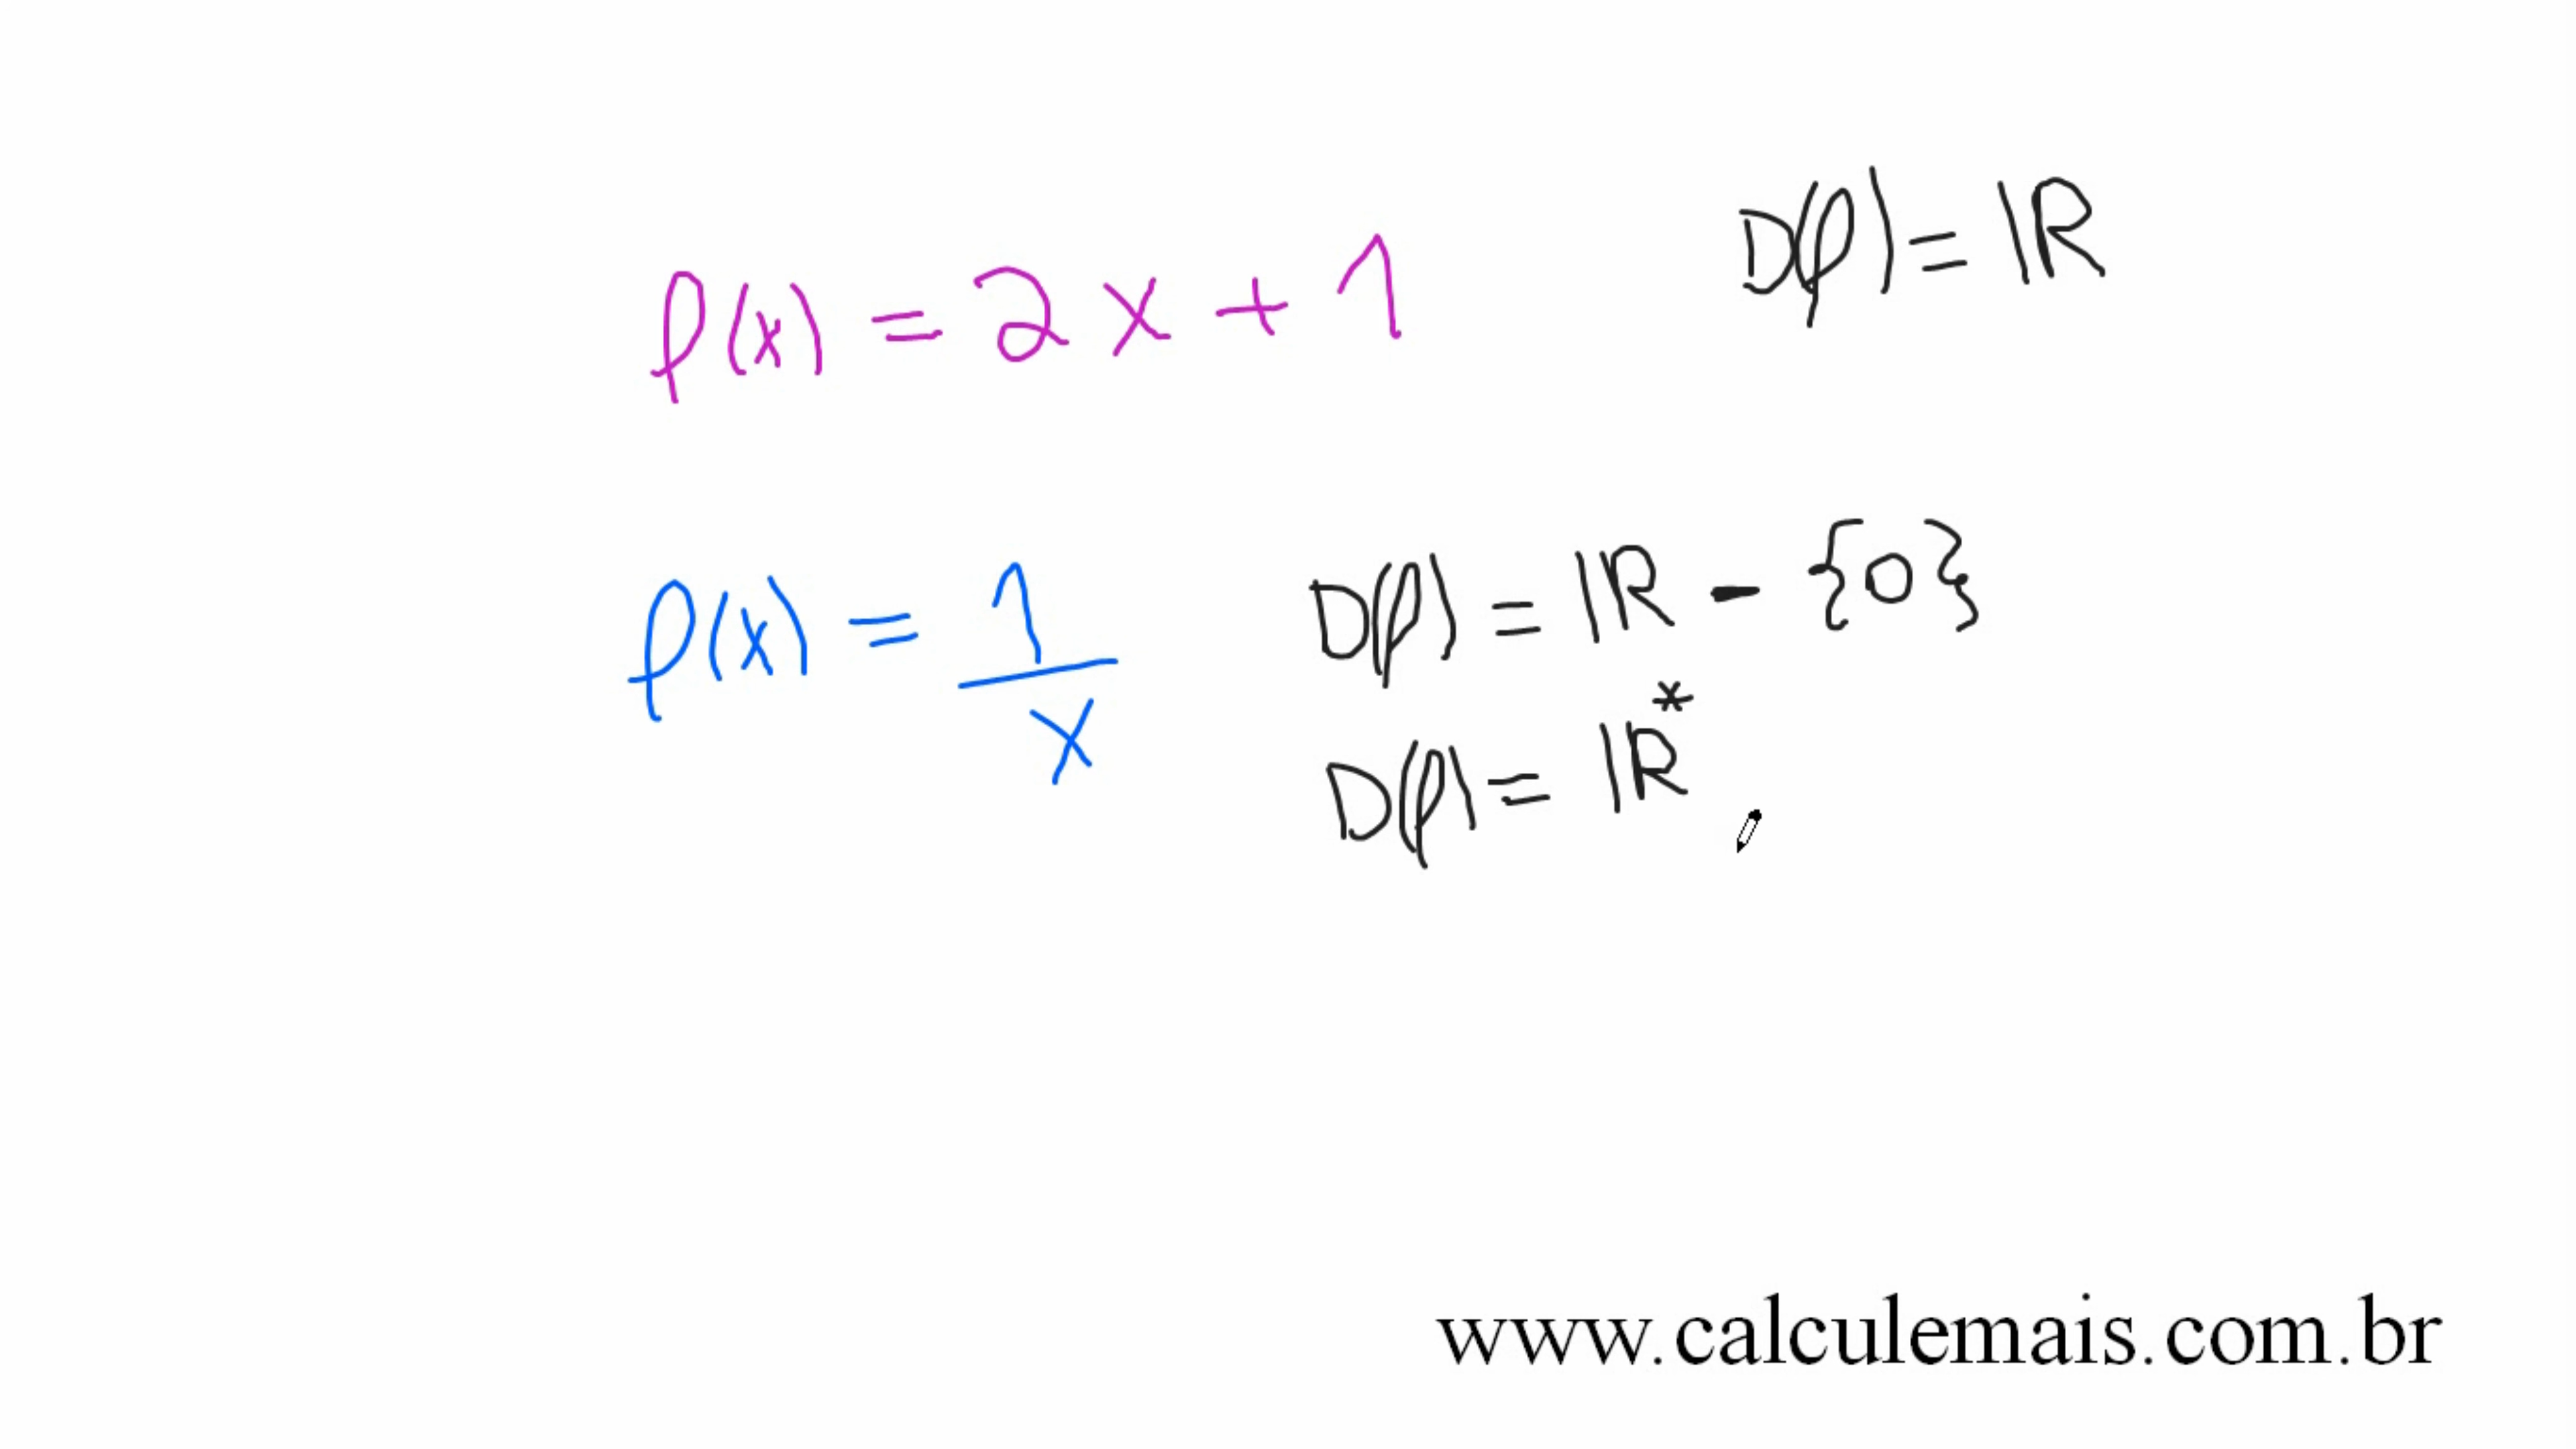 f(x) = 2x + 1 D(f) = ℝ
f(x) = 1/x D(f) = ℝ - {0}
D(f) = ℝ*
www.calculemais.com.br